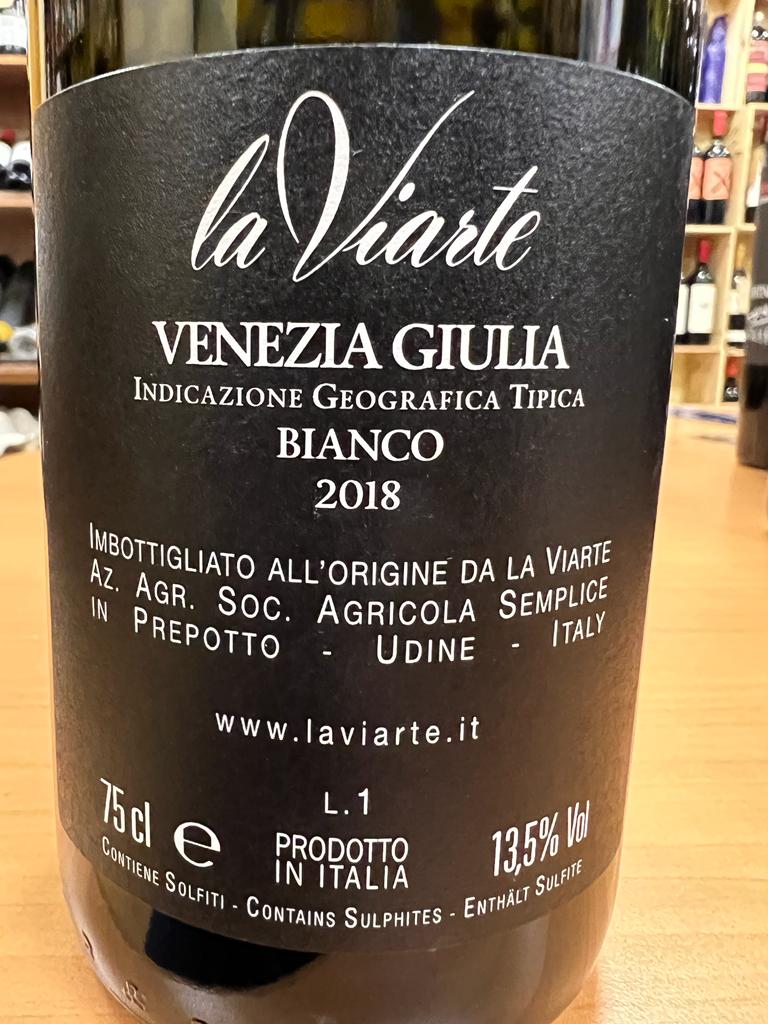 la Viarte
VENEZIA GIULIA
INDICAZIONE GEOGRAFICA TIPICA
BIANCO
2018
IMBOTTIGLIATO ALL'ORIGINE DA LA VIARTE
AZ. AGR. SOC. AGRICOLA SEMPLICE
IN PREPOTTO - UDINE - ITALY
www.laviarte.it
L.1
75 cl e PRODOTTO
IN ITALIA 13,5% Vol
CONTIENE SOLFITI - CONTAINS SULPHITES - ENTHÄLT SULFITE